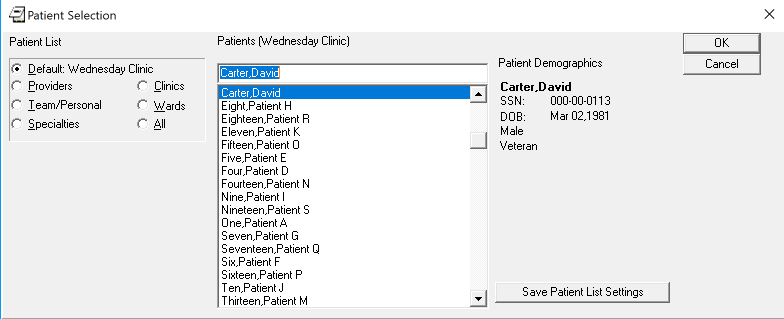 Patient Selection
Patient List
Default: Wednesday Clinic
Providers
Clinics
Team/Personal
Wards
Specialties
All
Patients (Wednesday Clinic)
Carter,David
Carter,David
Eight,Patient H
Eighteen,Patient R
Eleven,Patient K
Fifteen,Patient O
Five,Patient E
Four,Patient D
Fourteen,Patient N
Nine,Patient I
Nineteen,Patient S
One,Patient A
Seven,Patient G
Seventeen,Patient Q
Six,Patient F
Sixteen,Patient P
Ten,Patient J
Thirteen,Patient M
Patient Demographics
Carter,David
SSN: 000-00-0113
DOB: Mar 02,1981
Male
Veteran
OK
Cancel
Save Patient List Settings